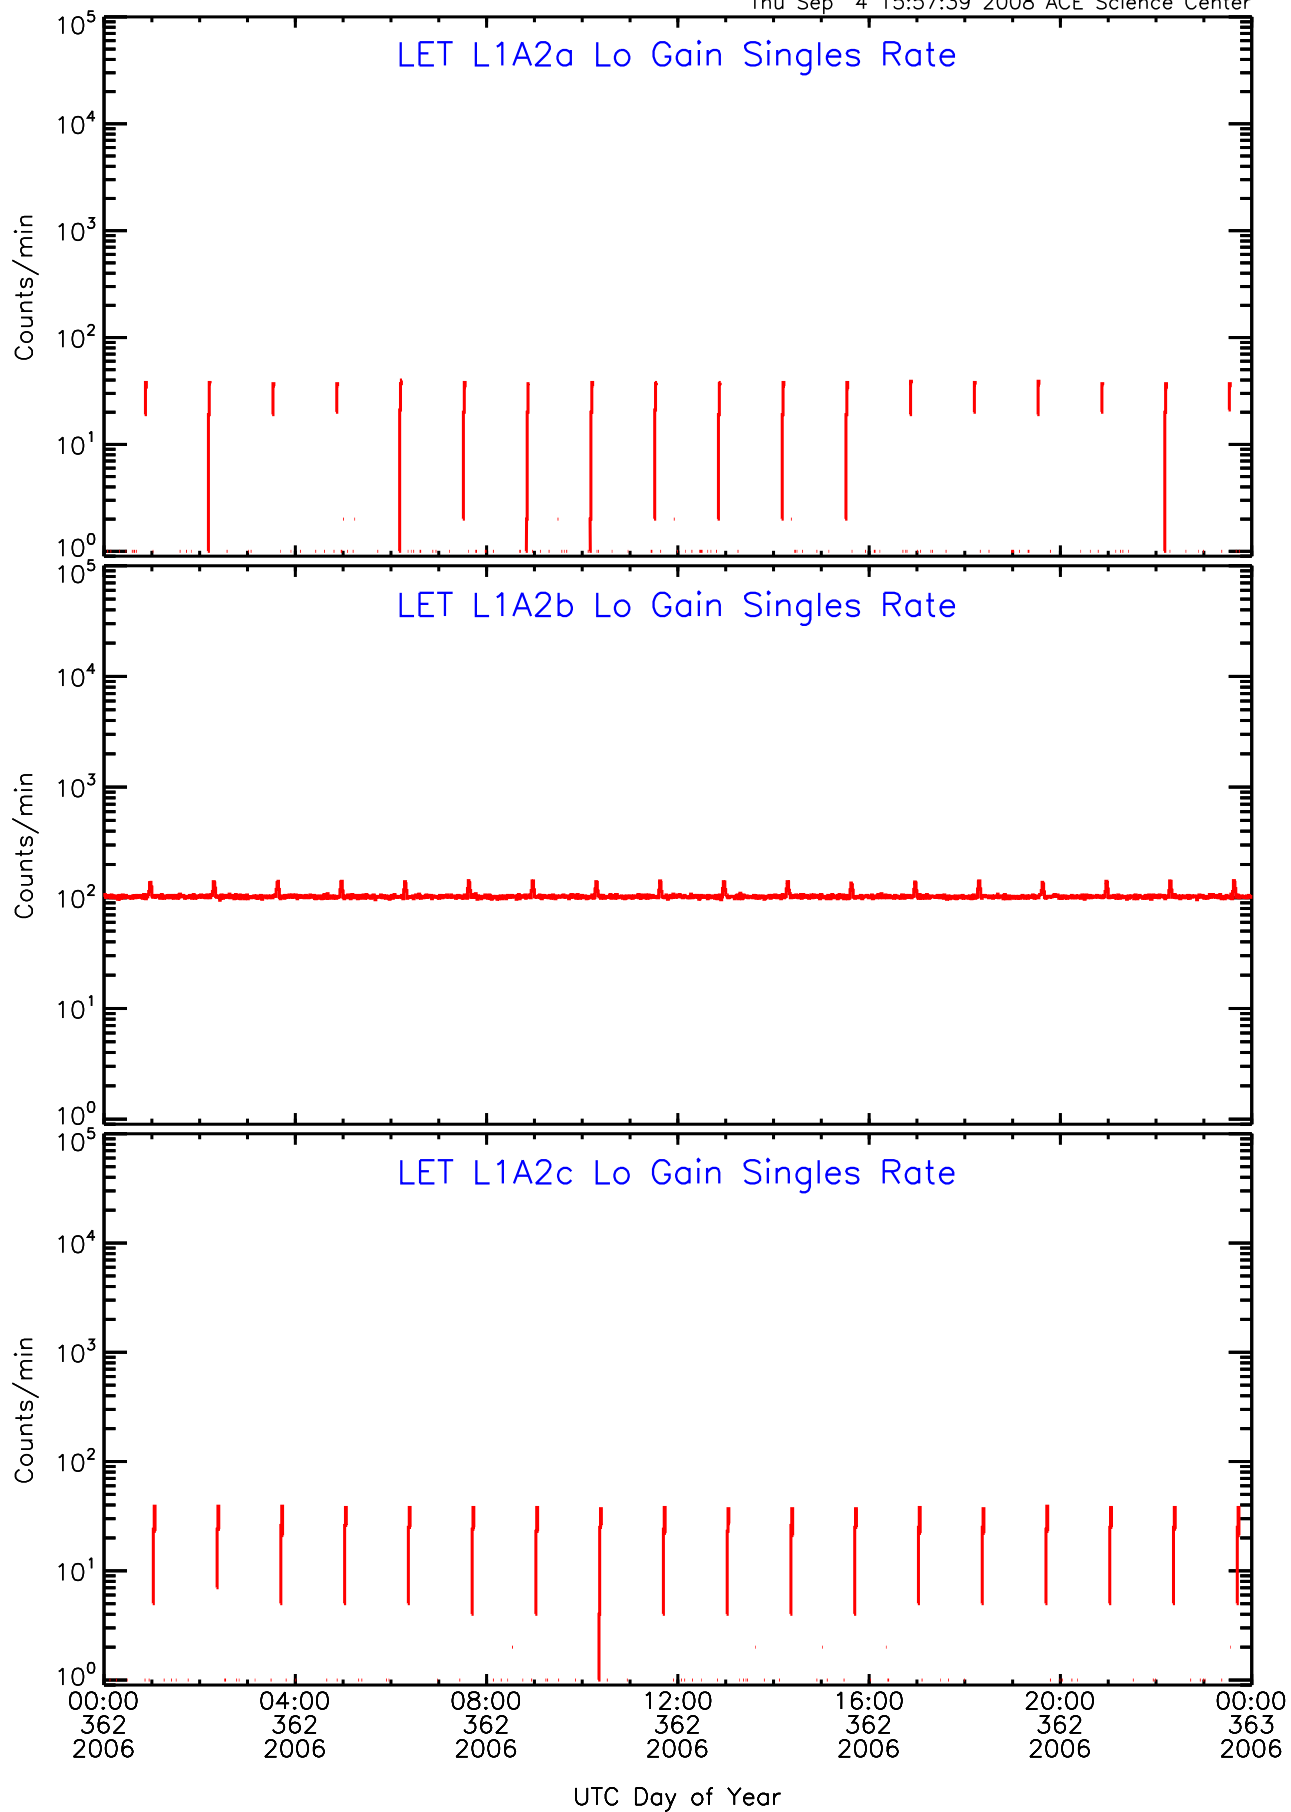 Thu Sep 4 15:57:39 2008 ACE Science Center
LET L1A2a Lo Gain Singles Rate
10^5
10^4
10^3
10^2
10^1
10^0
Counts/min
LET L1A2b Lo Gain Singles Rate
10^5
10^4
10^3
10^2
10^1
10^0
Counts/min
LET L1A2c Lo Gain Singles Rate
10^5
10^4
10^3
10^2
10^1
10^0
Counts/min
00:00 04:00 08:00 12:00 16:00 20:00 00:00
362 362 362 362 362 362 363
2006 2006 2006 2006 2006 2006 2006
UTC Day of Year